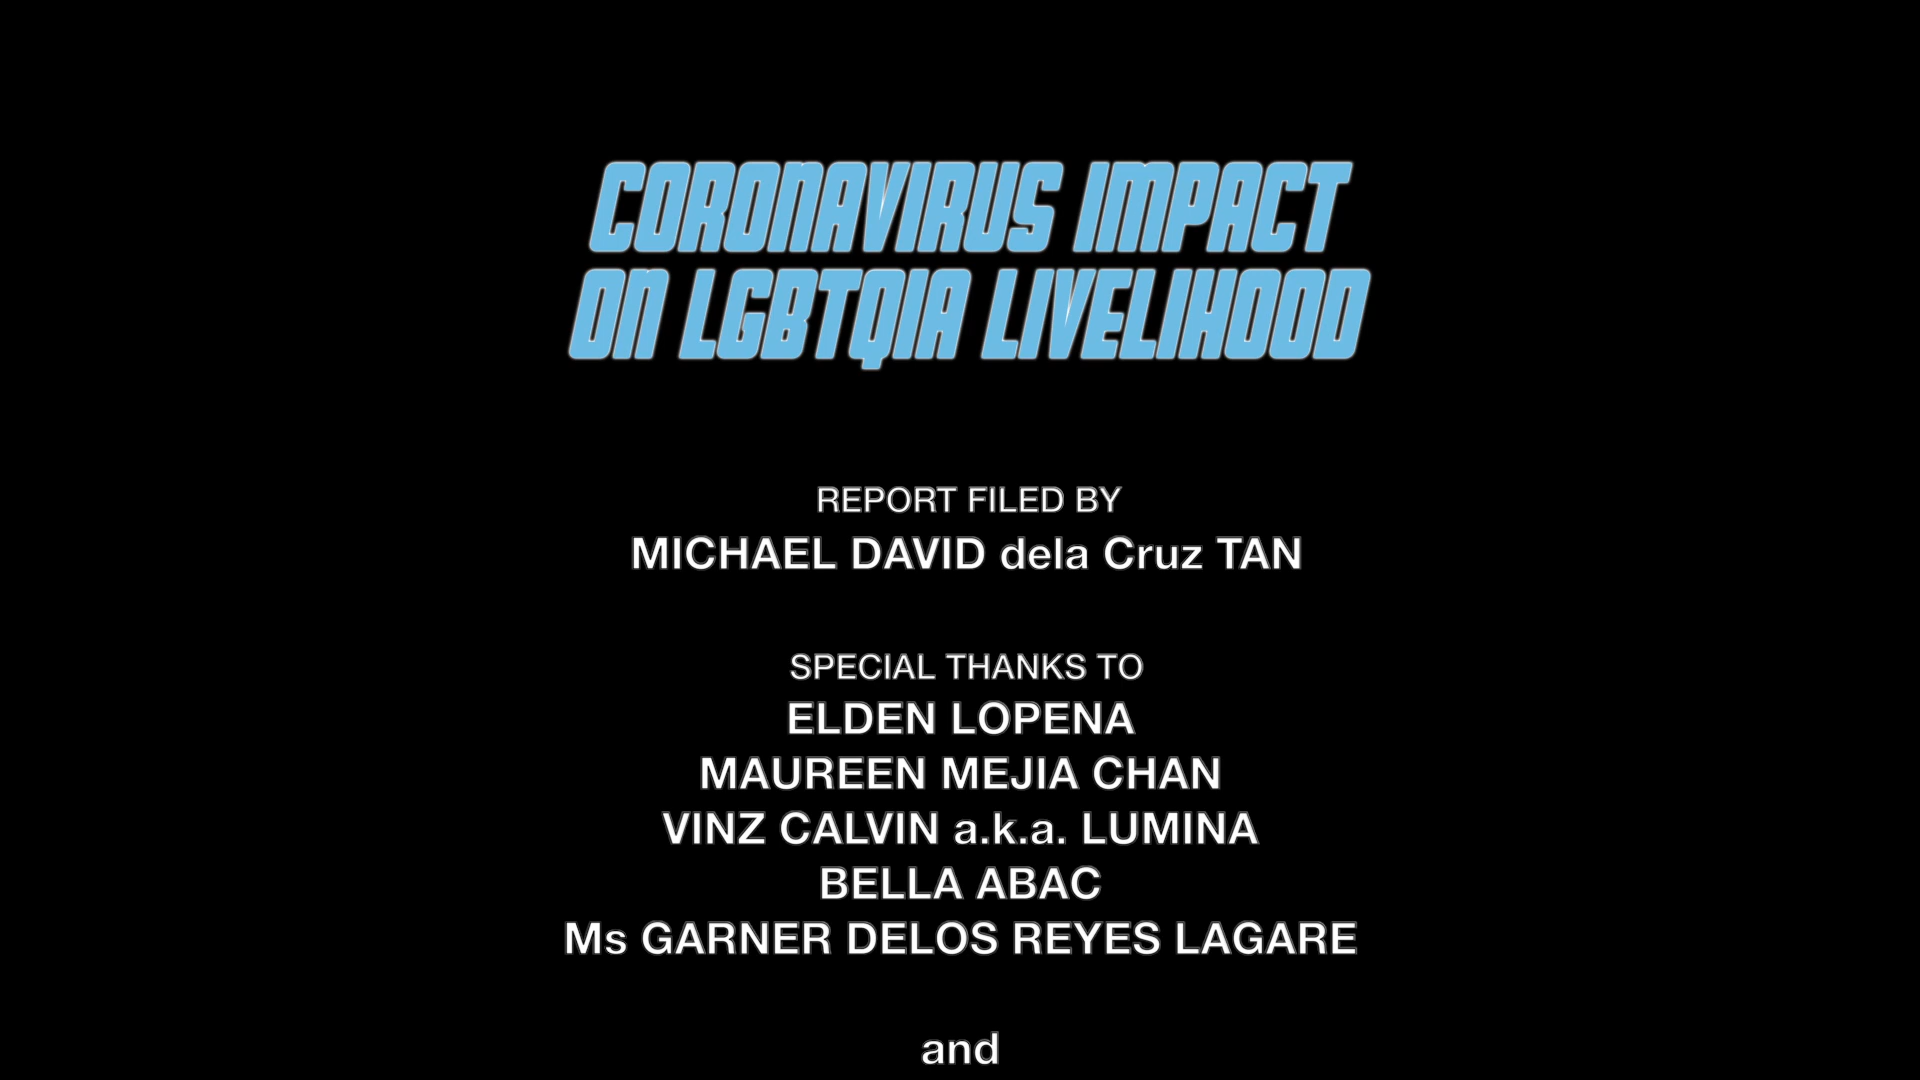 CORONAVIRUS IMPACT
ON LGBTQIA LIVELIHOOD
REPORT FILED BY
MICHAEL DAVID dela Cruz TAN
SPECIAL THANKS TO
ELDEN LOPENA
MAUREEN MEJIA CHAN
VINZ CALVIN a.k.a. LUMINA
BELLA ABAC
Ms GARNER DELOS REYES LAGARE
and